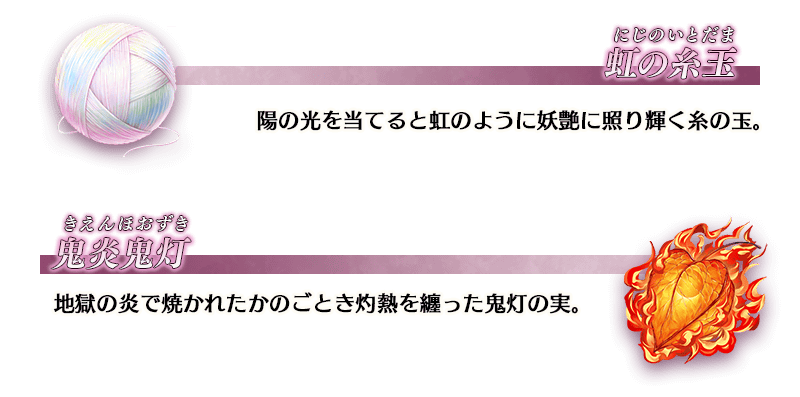 にじのいとだま
虹の糸玉
陽の光を当てると虹のように妖艶に照り輝く糸の玉。
きえんほおずき
鬼炎鬼灯
地獄の炎で焼かれたかのごとき灼熱を纏った鬼灯の実。